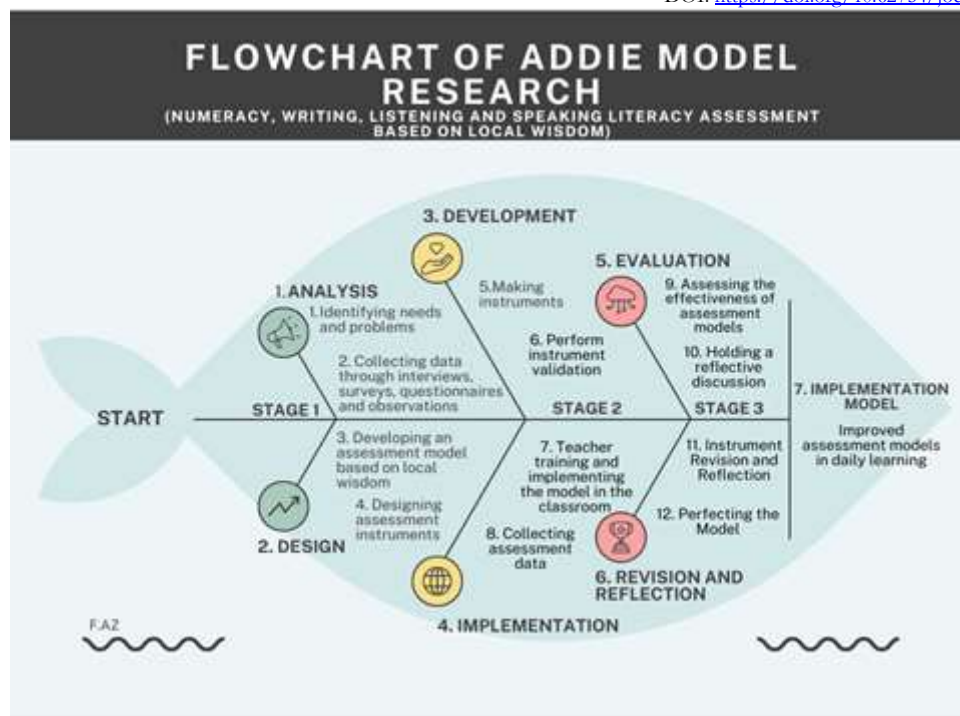 FLOWCHART OF ADDIE MODEL
RESEARCH
(NUMERACY, WRITING, LISTENING AND SPEAKING LITERACY ASSESSMENT
BASED ON LOCAL WISDOM)
3. DEVELOPMENT
5. EVALUATION
1. ANALYSIS
1. Identifying needs
and problems
5.Making
instruments
9. Assessing the
effectiveness of
assessment
models
6. Perform
instrument
validation
10. Holding a
reflective
discussion
2. Collecting data
through interviews,
surveys, questionnaires
and observations
START
STAGE 1
STAGE 2
STAGE 3
7. IMPLEMENTATION
MODEL
Improved
assessment models
in daily learning
3. Developing an
assessment model
based on local
wisdom
4. Designing
assessment
instruments
7. Teacher
training and
implementing
the model in the
classroom
8. Collecting
assessment
data
11. Instrument
Revision and
Reflection
12. Perfecting the
Model
2. DESIGN
6. REVISION AND
REFLECTION
4. IMPLEMENTATION
F.AZ